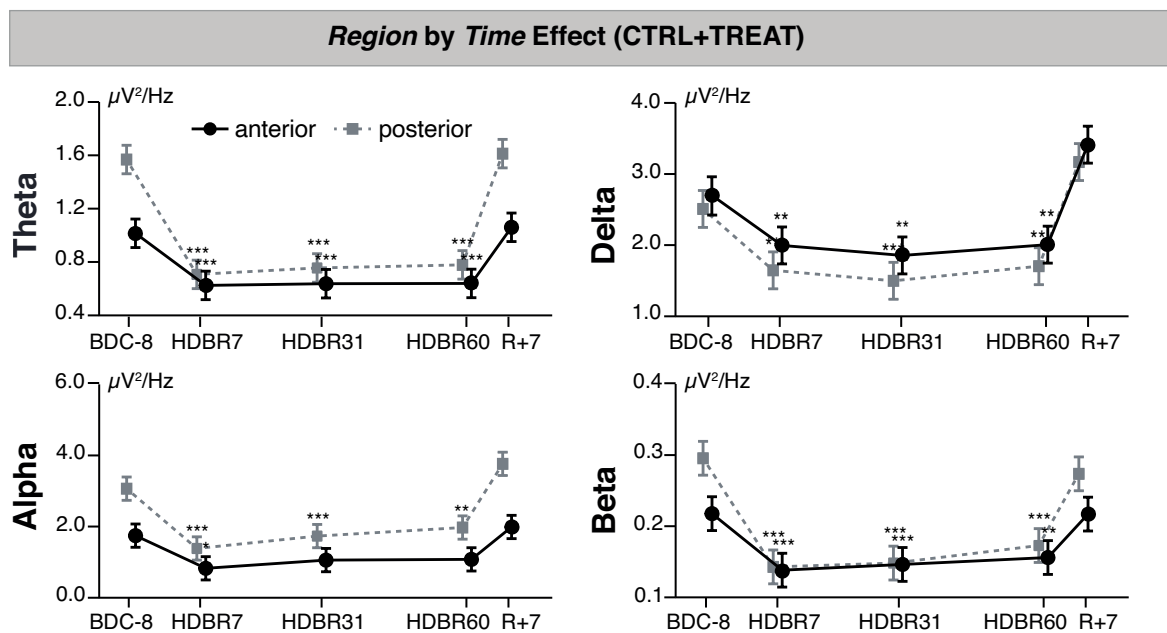 Region by Time Effect (CTRL+TREAT)
Theta
µV²/Hz
2.0
1.6
1.2
0.8
0.4
anterior posterior
***
***
***
***
***
***
BDC-8 HDBR7 HDBR31 HDBR60 R+7
Delta
µV²/Hz
4.0
3.0
2.0
1.0
**
**
***
**
**
BDC-8 HDBR7 HDBR31 HDBR60 R+7
Alpha
µV²/Hz
6.0
4.0
2.0
0.0
***
*
***
**
BDC-8 HDBR7 HDBR31 HDBR60 R+7
Beta
µV²/Hz
0.4
0.3
0.2
0.1
***
***
***
***
***
**
BDC-8 HDBR7 HDBR31 HDBR60 R+7